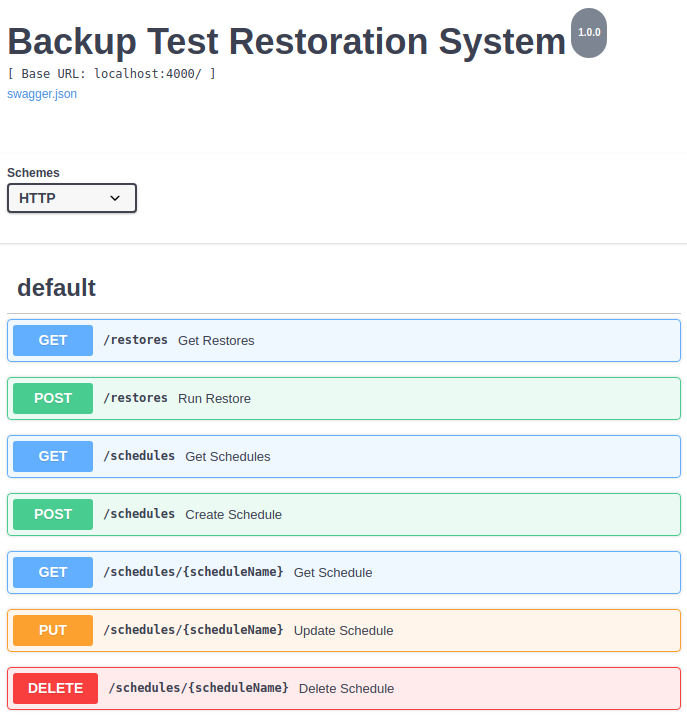 Backup Test Restoration System 1.0.0
[ Base URL: localhost:4000/ ]
swagger.json
Schemes
HTTP
default
GET /restores Get Restores
POST /restores Run Restore
GET /schedules Get Schedules
POST /schedules Create Schedule
GET /schedules/{scheduleName} Get Schedule
PUT /schedules/{scheduleName} Update Schedule
DELETE /schedules/{scheduleName} Delete Schedule